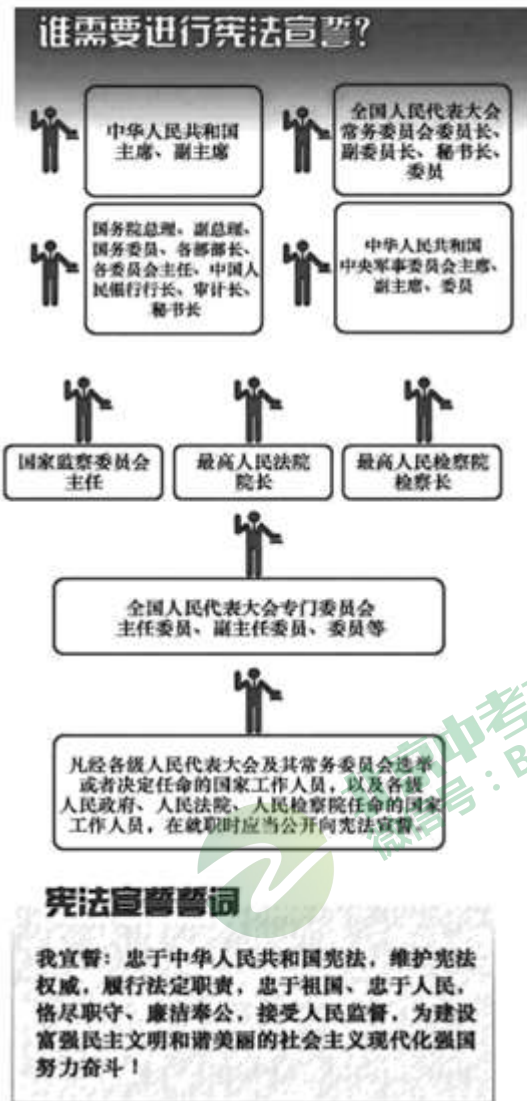 谁需要进行宪法宣誓?
中华人民共和国
主席、副主席
全国人民代表大会
常务委员会委员长、
副委员长、秘书长、
委员
国务院总理、副总理、
国务委员、各部部长、
各委员会主任、中国人
民银行行长、审计长、
秘书长
中华人民共和国
中央军事委员会主席、
副主席、委员
国家监察委员会
主任
最高人民法院
院长
最高人民检察院
检察长
全国人民代表大会专门委员会
主任委员、副主任委员、委员等
凡经各级人民代表大会及其常务委员会选举
或者决定任命的国家工作人员，以及各级
人民政府、人民法院、人民检察院任命的国家
工作人员，在就职时应当公开向宪法宣誓。
北京中考
微信号：B
宪法宣誓誓词
我宣誓：忠于中华人民共和国宪法，维护宪法
权威，履行法定职责，忠于祖国、忠于人民，
恪尽职守、廉洁奉公，接受人民监督，为建设
富强民主文明和谐美丽的社会主义现代化强国
努力奋斗！